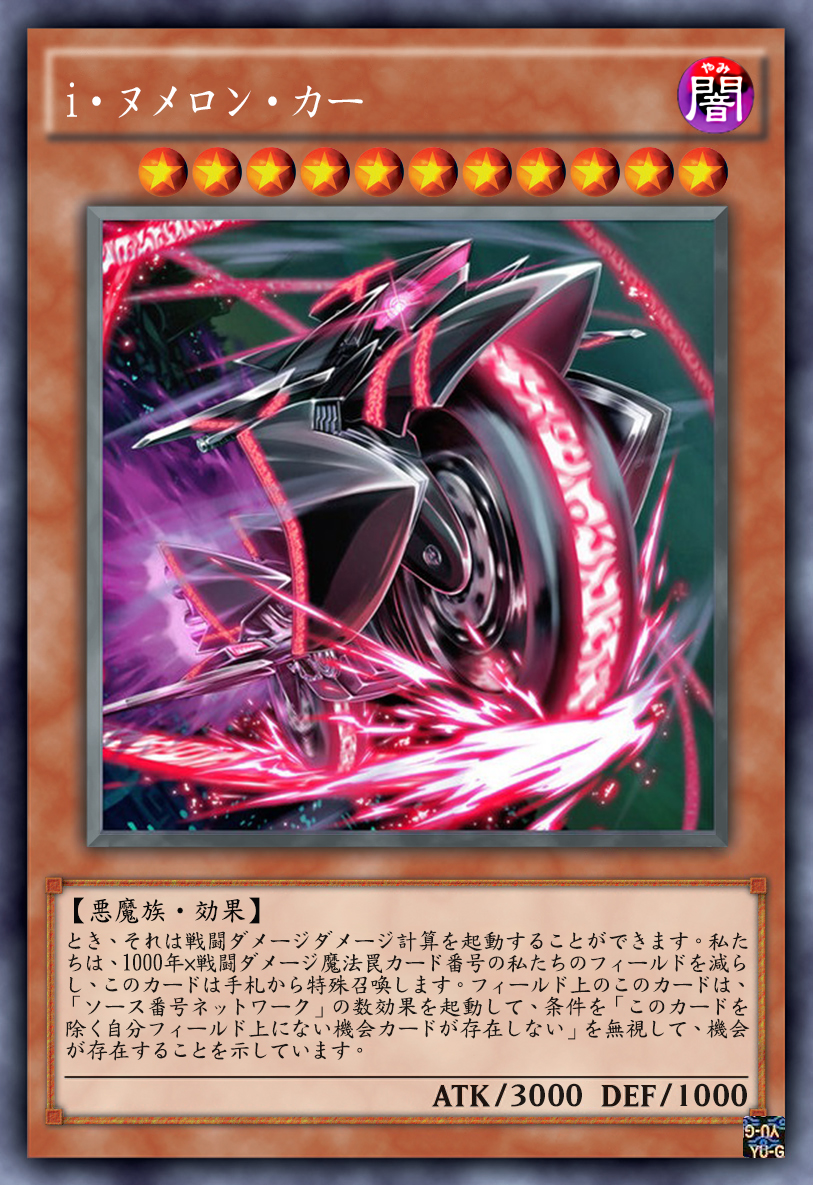 i・ヌメロン・カー
やみ
闇
【悪魔族・効果】
とき、それは戦闘ダメージダメージ計算を起動することができます。私た
ちは、1000年×戦闘ダメージ魔法罠カード番号の私たちのフィールドを減ら
し、このカードは手札から特殊召喚します。フィールド上のこのカードは、
「ソース番号ネットワーク」の数効果を起動して、条件を「このカードを
除く自分フィールド上にない機会カードが存在しない」を無視して、機会
が存在することを示しています。
ATK/3000 DEF/1000
YU-G
YU-G